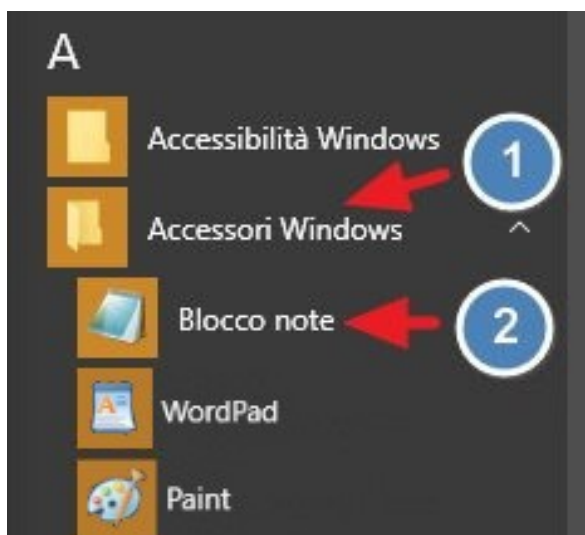 A
Accessibilità Windows
1
Accessori Windows
Blocco note
2
WordPad
Paint